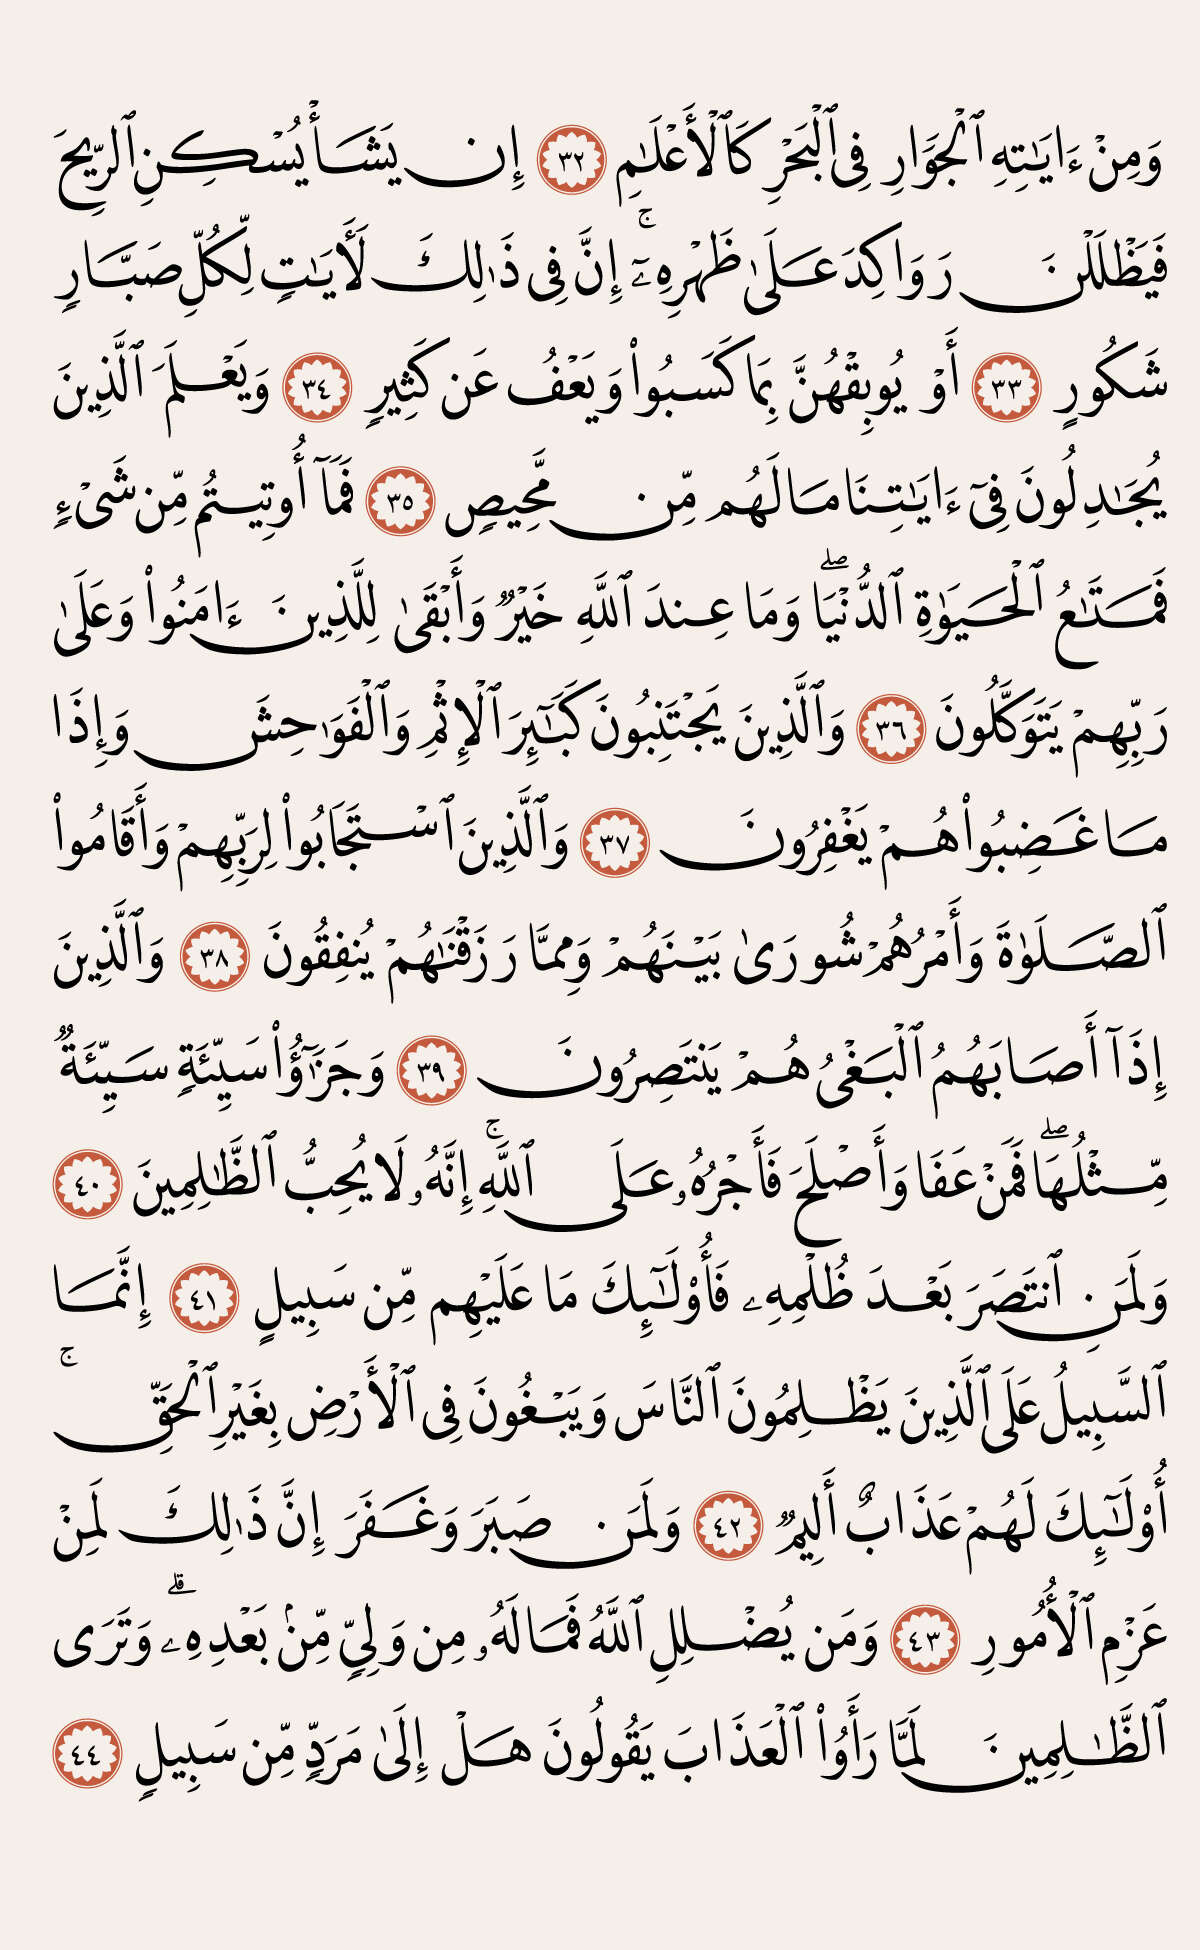 وَمِنْ ءَايَـٰتِهِ ٱلْجَوَارِ فِى ٱلْبَحْرِ كَٱلْأَعْلَـٰمِ ٣٢ إِن يَشَأْ يُسْكِنِ ٱلرِّيحَ
فَيَظْلَلْنَ رَوَاكِدَ عَلَىٰ ظَهْرِهِۦٓ ۚ إِنَّ فِى ذَٰلِكَ لَـَٔايَـٰتٍ لِّكُلِّ صَبَّارٍ
شَكُورٍ ٣٣ أَوْ يُوبِقْهُنَّ بِمَا كَسَبُوا۟ وَيَعْفُ عَن كَثِيرٍ ٣٤ وَيَعْلَمَ ٱلَّذِينَ
يُجَـٰدِلُونَ فِىٓ ءَايَـٰتِنَا مَا لَهُم مِّن مَّحِيصٍ ٣٥ فَمَآ أُوتِيتُم مِّن شَىْءٍ
فَمَتَـٰعُ ٱلْحَيَوٰةِ ٱلدُّنْيَا ۖ وَمَا عِندَ ٱللَّهِ خَيْرٌ وَأَبْقَىٰ لِلَّذِينَ ءَامَنُوا۟ وَعَلَىٰ
رَبِّهِمْ يَتَوَكَّلُونَ ٣٦ وَٱلَّذِينَ يَجْتَنِبُونَ كَبَـٰٓئِرَ ٱلْإِثْمِ وَٱلْفَوَٰحِشَ وَإِذَا
مَا غَضِبُوا۟ هُمْ يَغْفِرُونَ ٣٧ وَٱلَّذِينَ ٱسْتَجَابُوا۟ لِرَبِّهِمْ وَأَقَامُوا۟
ٱلصَّلَوٰةَ وَأَمْرُهُمْ شُورَىٰ بَيْنَهُمْ وَمِمَّا رَزَقْنَـٰهُمْ يُنفِقُونَ ٣٨ وَٱلَّذِينَ
إِذَآ أَصَابَهُمُ ٱلْبَغْىُ هُمْ يَنتَصِرُونَ ٣٩ وَجَزَٰٓؤُا۟ سَيِّئَةٍ سَيِّئَةٌ
مِّثْلُهَا ۖ فَمَنْ عَفَا وَأَصْلَحَ فَأَجْرُهُۥ عَلَى ٱللَّهِ ۚ إِنَّهُۥ لَا يُحِبُّ ٱلظَّـٰلِمِينَ ٤٠
وَلَمَنِ ٱنتَصَرَ بَعْدَ ظُلْمِهِۦ فَأُو۟لَـٰٓئِكَ مَا عَلَيْهِم مِّن سَبِيلٍ ٤١ إِنَّمَا
ٱلسَّبِيلُ عَلَى ٱلَّذِينَ يَظْلِمُونَ ٱلنَّاسَ وَيَبْغُونَ فِى ٱلْأَرْضِ بِغَيْرِ ٱلْحَقِّ ۚ
أُو۟لَـٰٓئِكَ لَهُمْ عَذَابٌ أَلِيمٌ ٤٢ وَلَمَن صَبَرَ وَغَفَرَ إِنَّ ذَٰلِكَ لَمِنْ
عَزْمِ ٱلْأُمُورِ ٤٣ وَمَن يُضْلِلِ ٱللَّهُ فَمَا لَهُۥ مِن وَلِىٍّ مِّنۢ بَعْدِهِۦ ۗ وَتَرَى
ٱلظَّـٰلِمِينَ لَمَّا رَأَوُا۟ ٱلْعَذَابَ يَقُولُونَ هَلْ إِلَىٰ مَرَدٍّ مِّن سَبِيلٍ ٤٤